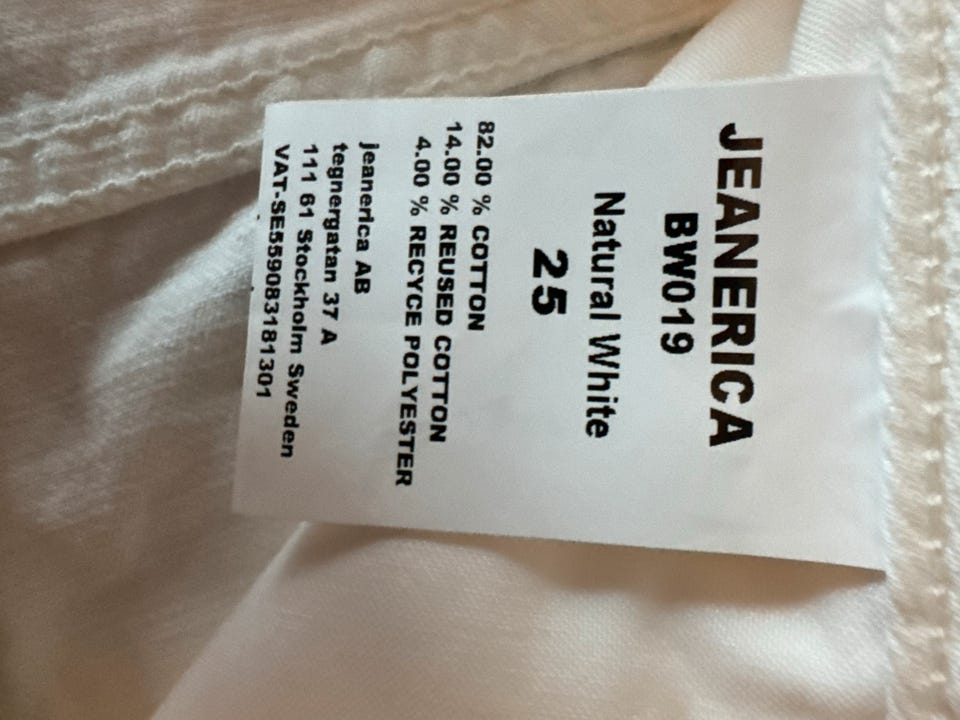 JEANERICA
BW019
Natural White
25
82.00 % COTTON
14.00 % REUSED COTTON
4.00 % RECYCE POLYESTER
jeanerica AB
tegnergatan 37 A
111 61 Stockholm Sweden
VAT-SE559083181301